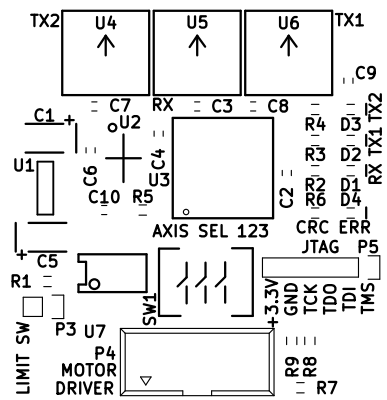 TX2 U4 U5 U6 TX1
C9
C7 RX C3 C8
TX2
C1 + U2
R4 D3
TX1
U1 C6 C4 R3 D2
RX
U3 C2 R2 D1
C10 R5 R6 D4
AXIS SEL 123 CRC ERR
+ JTAG P5
C5
R1
SW1 +3.3V GND TCK TDO TDI TMS
P3 U7
LIMIT SW
P4
MOTOR
DRIVER
R9 R8
R7